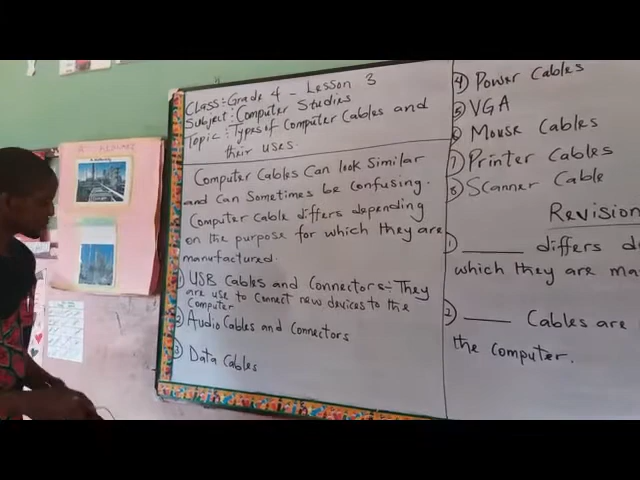 Class:- Grade 4 - Lesson 3
Subject: Computer Studies
Topic: Types of Computer Cables and
their uses.
Computer Cables Can look Similar
and can Sometimes be confusing.
Computer cable differs depending
on the purpose for which they are
manufactured.
1) USB Cables and Connectors:- They
are use to Connect new devices to the
Computer
2) Audio Cables and Connectors
3) Data Cables
4) Power Cables
5) VGA
6) Mouse Cables
7) Printer Cables
8) Scanner Cable
Revision
1) ______ differs
which they are
2) ____ Cables are
the computer.